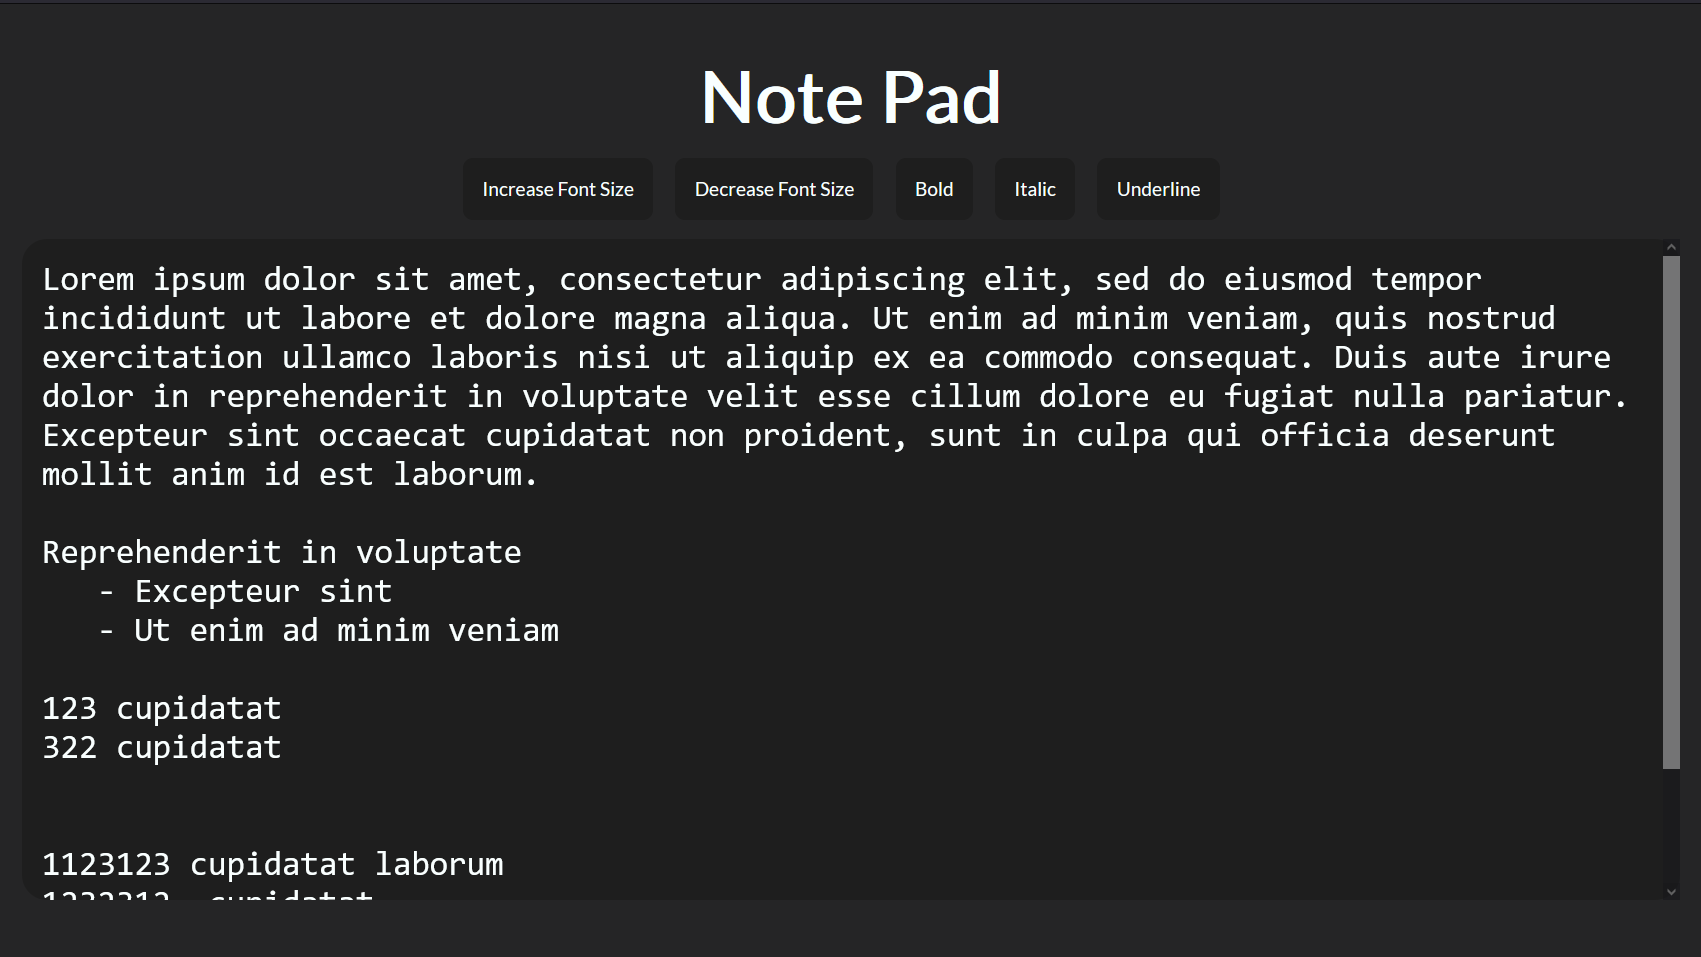 Note Pad
Increase Font Size
Decrease Font Size
Bold
Italic
Underline
Lorem ipsum dolor sit amet, consectetur adipiscing elit, sed do eiusmod tempor
incididunt ut labore et dolore magna aliqua. Ut enim ad minim veniam, quis nostrud
exercitation ullamco laboris nisi ut aliquip ex ea commodo consequat. Duis aute irure
dolor in reprehenderit in voluptate velit esse cillum dolore eu fugiat nulla pariatur.
Excepteur sint occaecat cupidatat non proident, sunt in culpa qui officia deserunt
mollit anim id est laborum.
Reprehenderit in voluptate
- Excepteur sint
- Ut enim ad minim veniam
123 cupidatat
322 cupidatat
1123123 cupidatat laborum
cupidatat